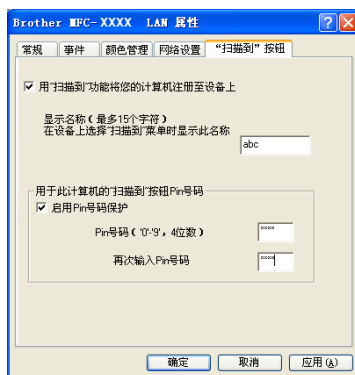 Brother MFC-XXXX LAN 属性
常规 事件 颜色管理 网络设置 “扫描到”按钮
用“扫描到”功能将您的计算机注册至设备上
显示名称(最多15个字符)
在设备上选择“扫描到”菜单时显示此名称
abc
用于此计算机的“扫描到”按钮Pin号码
启用Pin号码保护
Pin号码(‘0’-‘9’,4位数) ****
再次输入Pin号码 ****
确定 取消 应用(A)